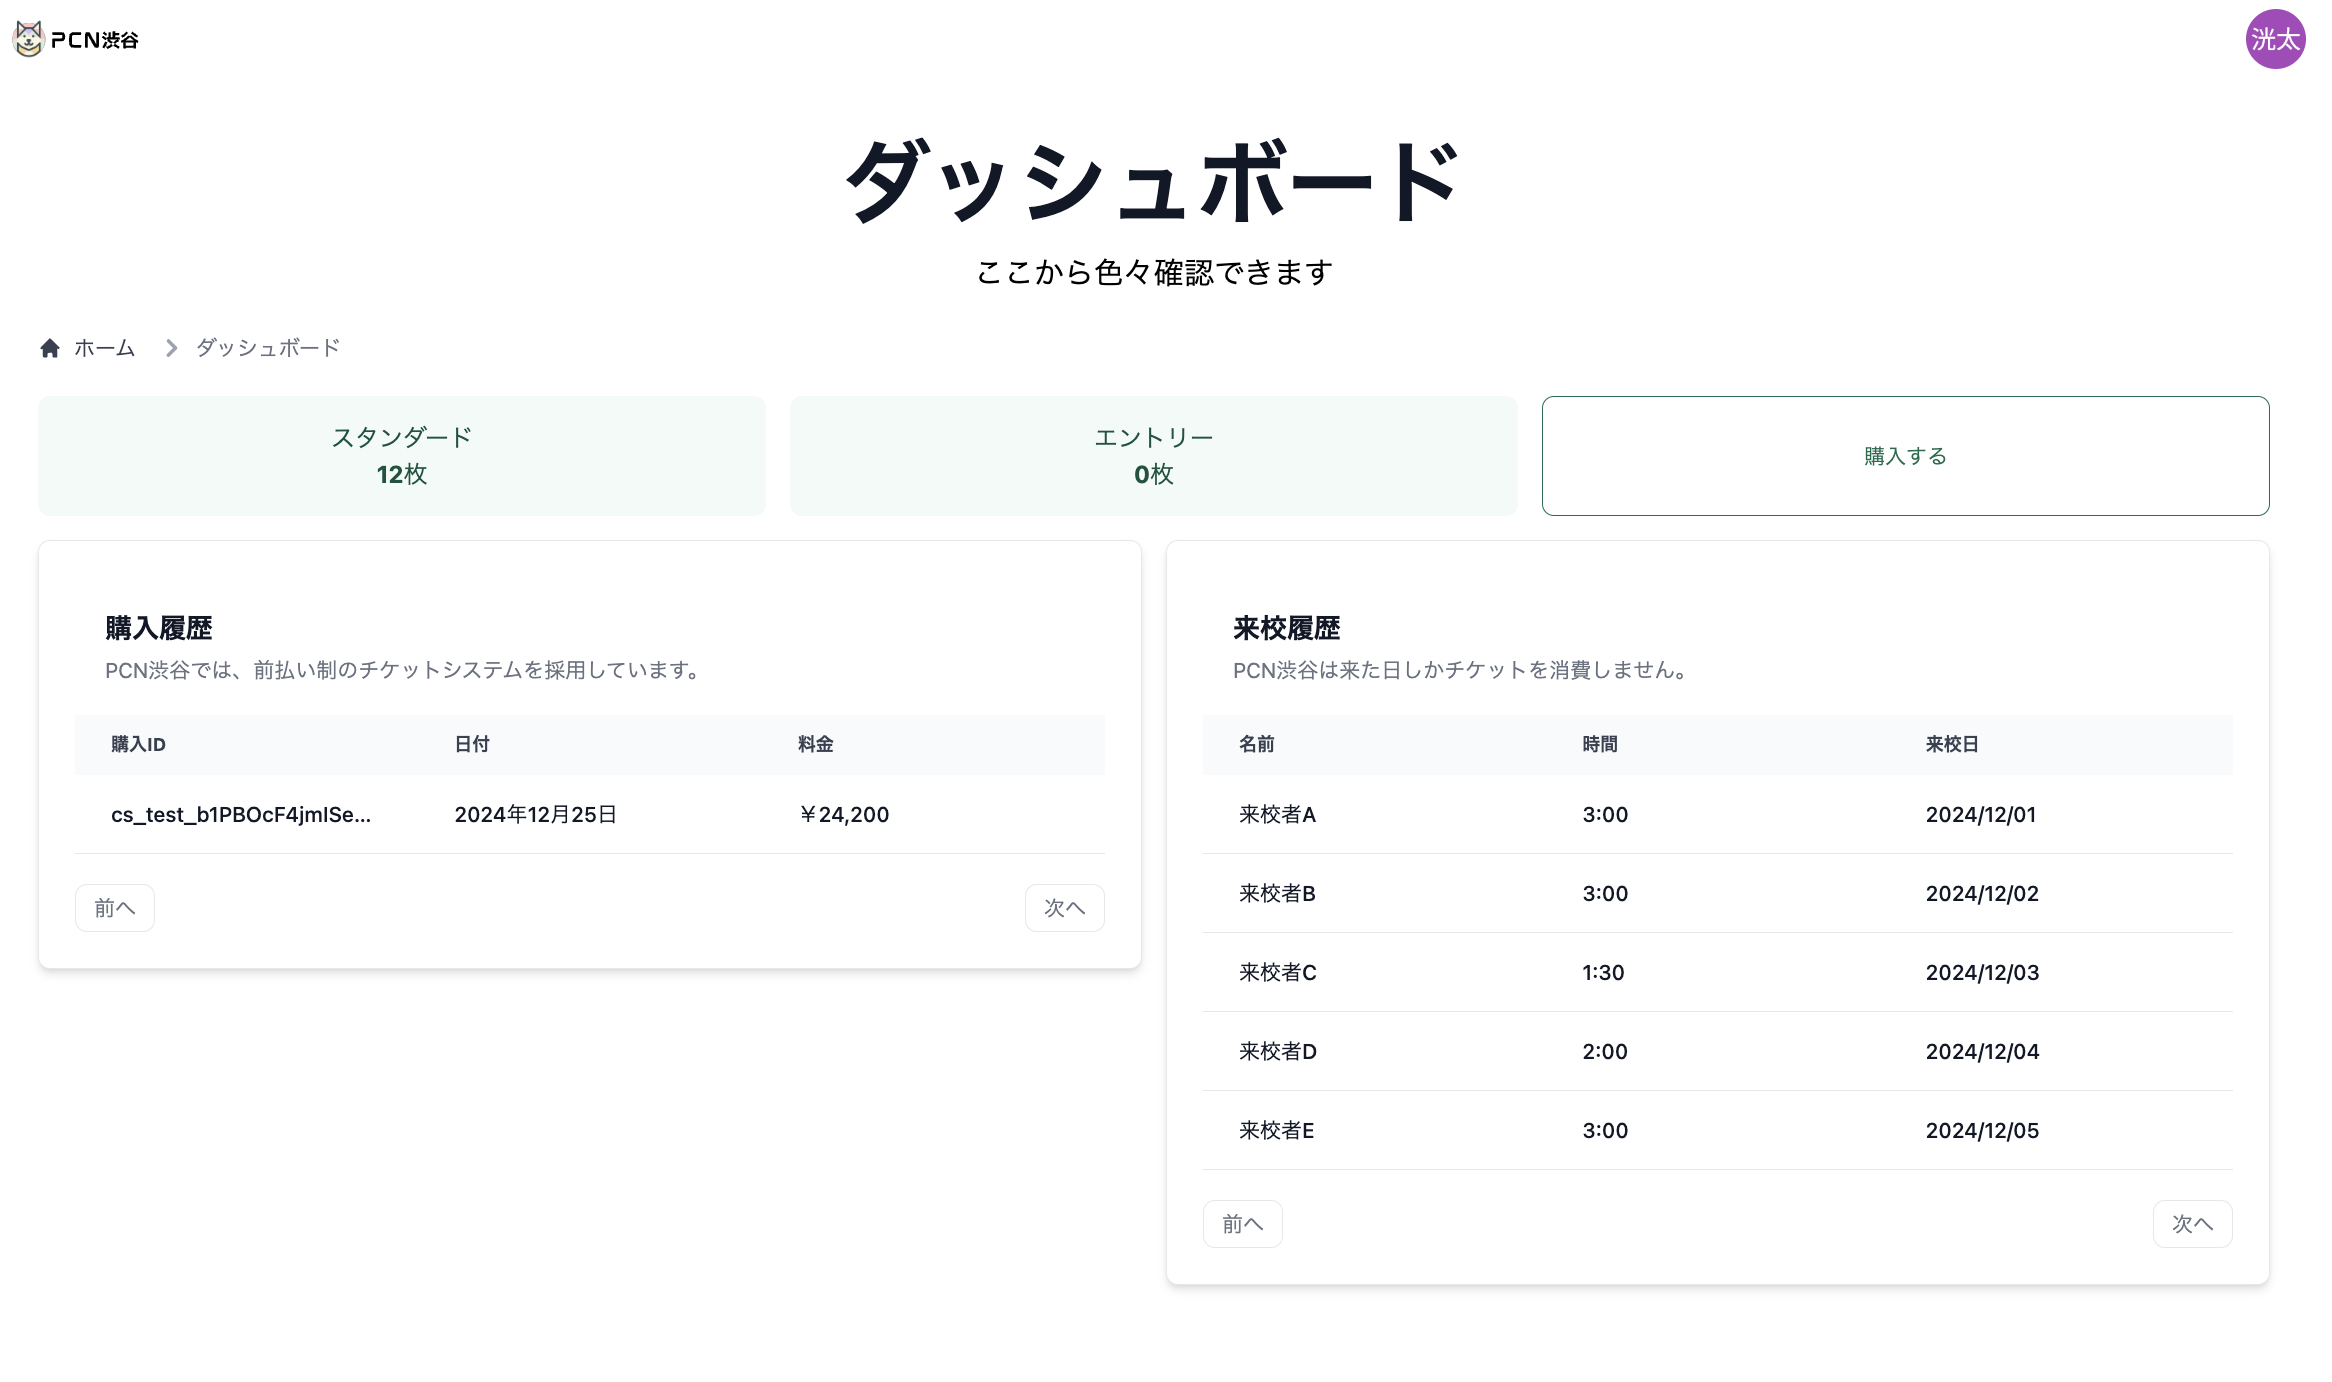 PCN渋谷
洸太
ダッシュボード
ここから色々確認できます
ホーム
ダッシュボード
スタンダード
12枚
エントリー
0枚
購入する
購入履歴
PCN渋谷では、前払い制のチケットシステムを採用しています。
購入ID 日付 料金
cs_test_b1PBOcF4jmISe... 2024年12月25日 ￥24,200
前へ 次へ
来校履歴
PCN渋谷は来た日しかチケットを消費しません。
名前 時間 来校日
来校者A 3:00 2024/12/01
来校者B 3:00 2024/12/02
来校者C 1:30 2024/12/03
来校者D 2:00 2024/12/04
来校者E 3:00 2024/12/05
前へ 次へ